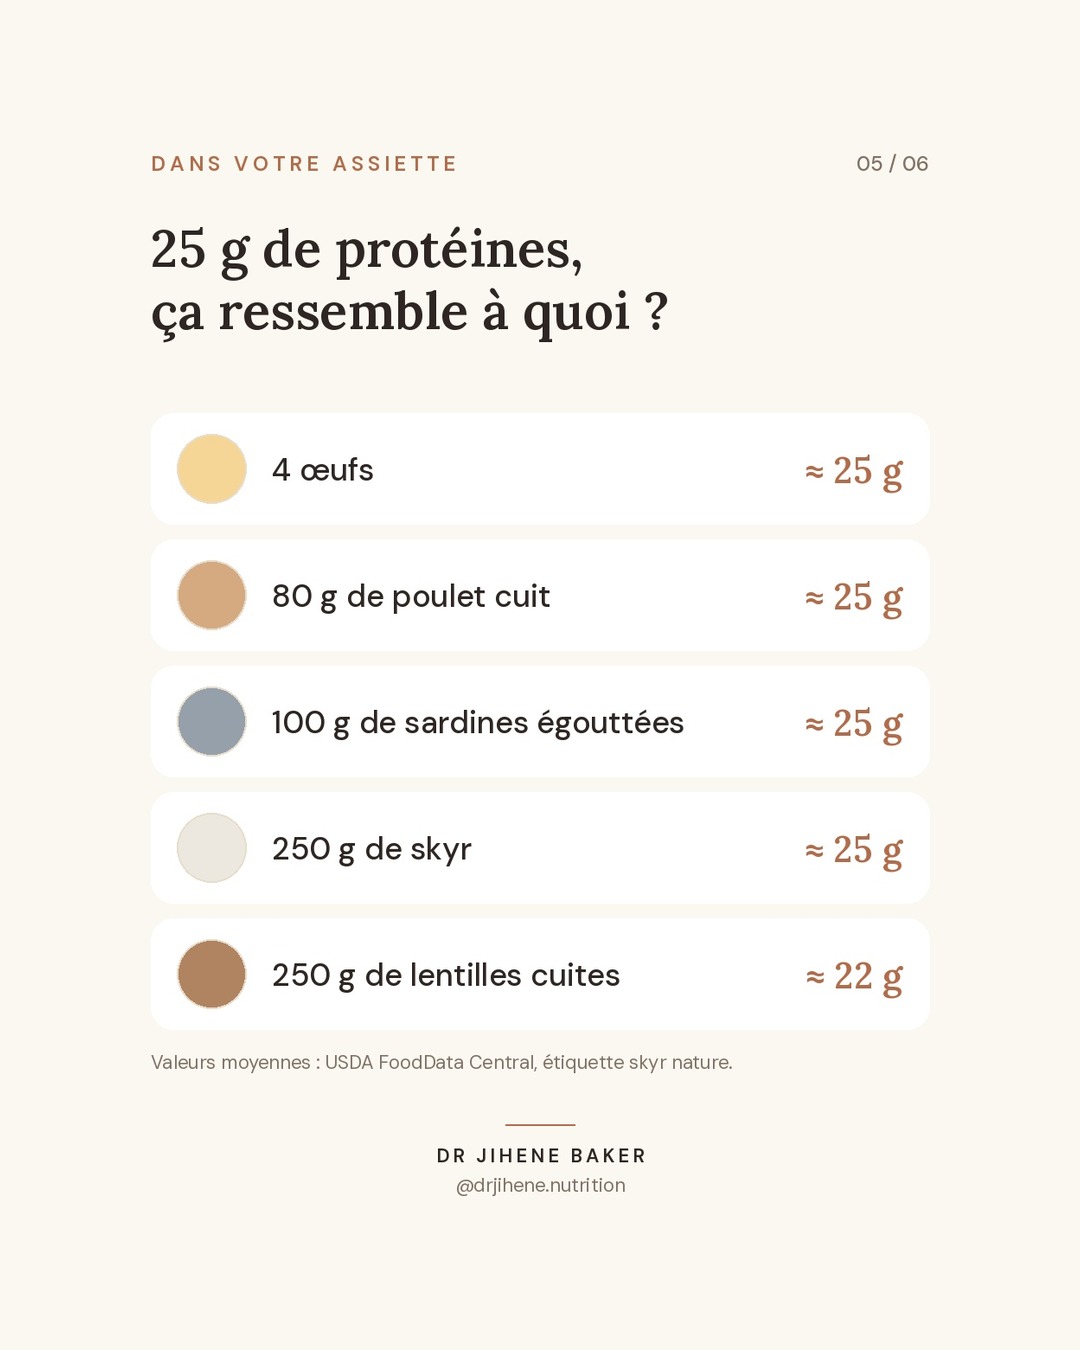 DANS VOTRE ASSIETTE
05 / 06
25 g de protéines,
ça ressemble à quoi ?
4 œufs
≈ 25 g
80 g de poulet cuit
≈ 25 g
100 g de sardines égouttées
≈ 25 g
250 g de skyr
≈ 25 g
250 g de lentilles cuites
≈ 22 g
Valeurs moyennes : USDA FoodData Central, étiquette skyr nature.
DR JIHENE BAKER
@drjihene.nutrition